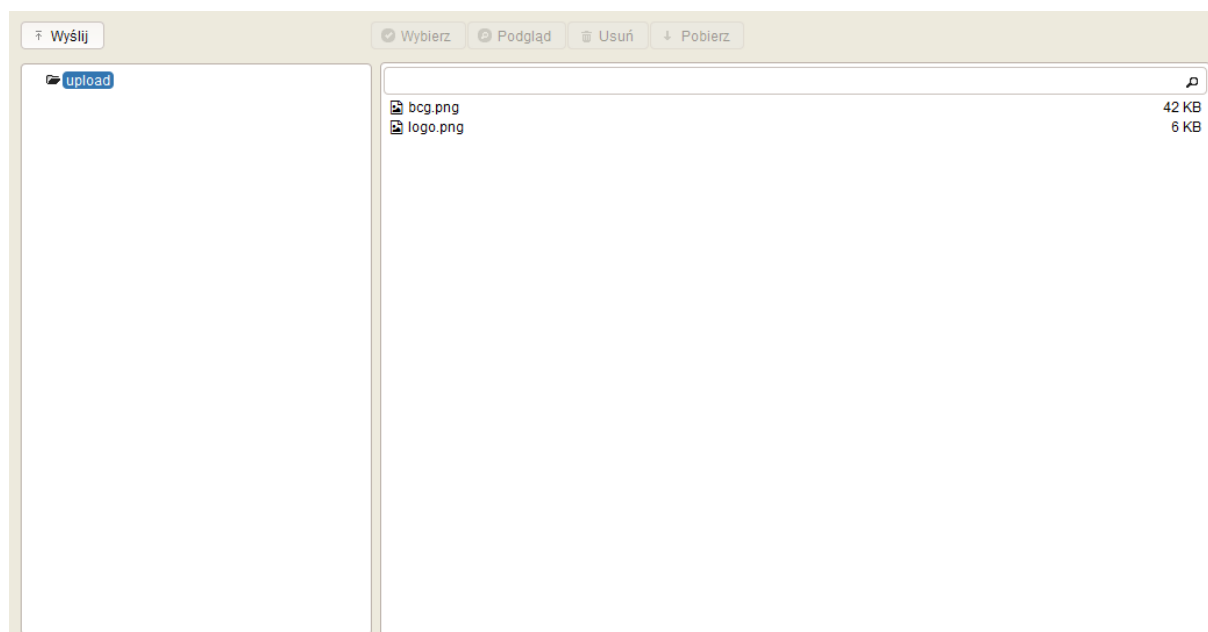 Wyślij
Wybierz Podgląd Usuń Pobierz
upload
bcg.png 42 KB
logo.png 6 KB